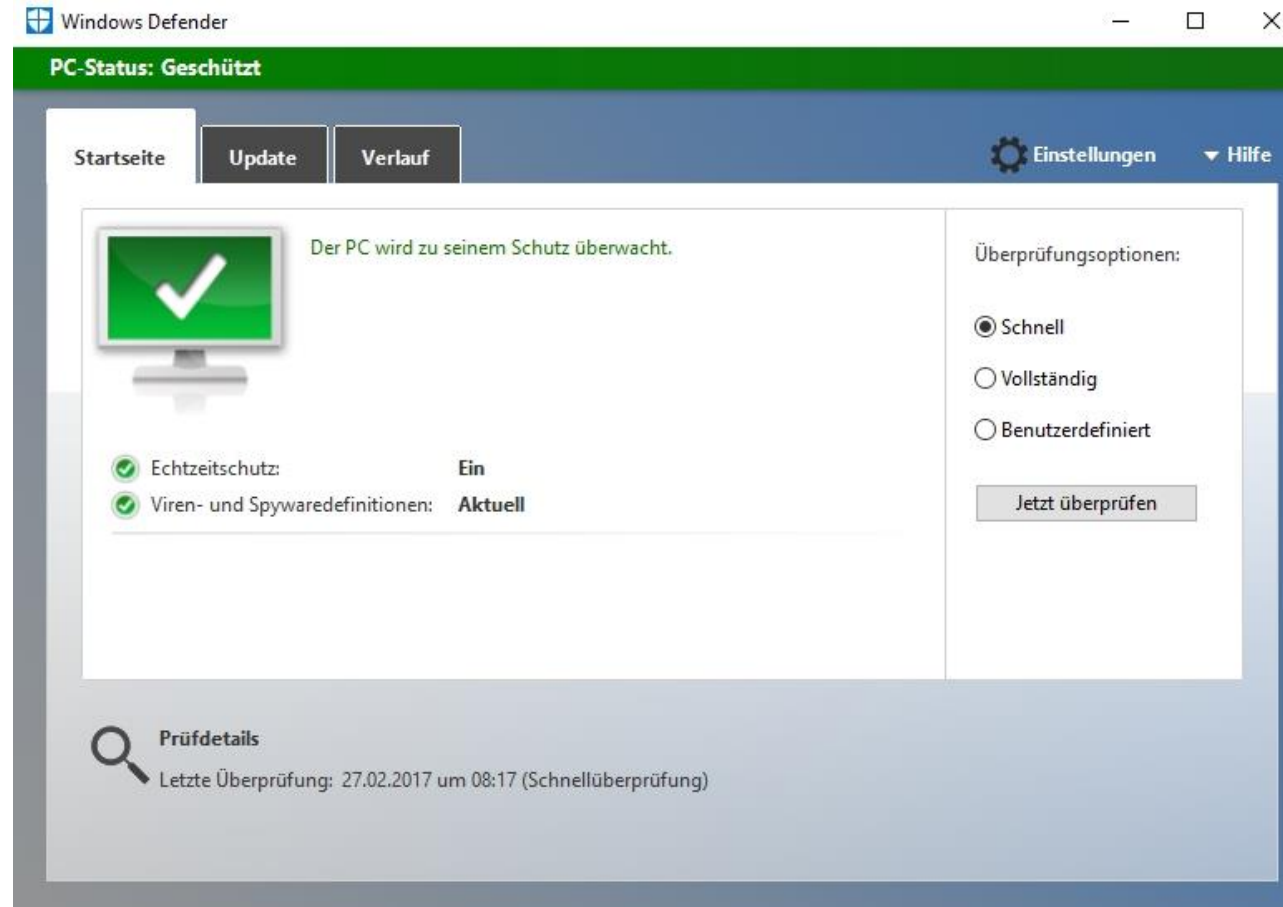 Windows Defender
PC-Status: Geschützt
Startseite Update Verlauf Einstellungen Hilfe
Der PC wird zu seinem Schutz überwacht.
Echtzeitschutz: Ein
Viren- und Spywaredefinitionen: Aktuell
Überprüfungsoptionen:
Schnell
Vollständig
Benutzerdefiniert
Jetzt überprüfen
Prüfdetails
Letzte Überprüfung: 27.02.2017 um 08:17 (Schnellüberprüfung)